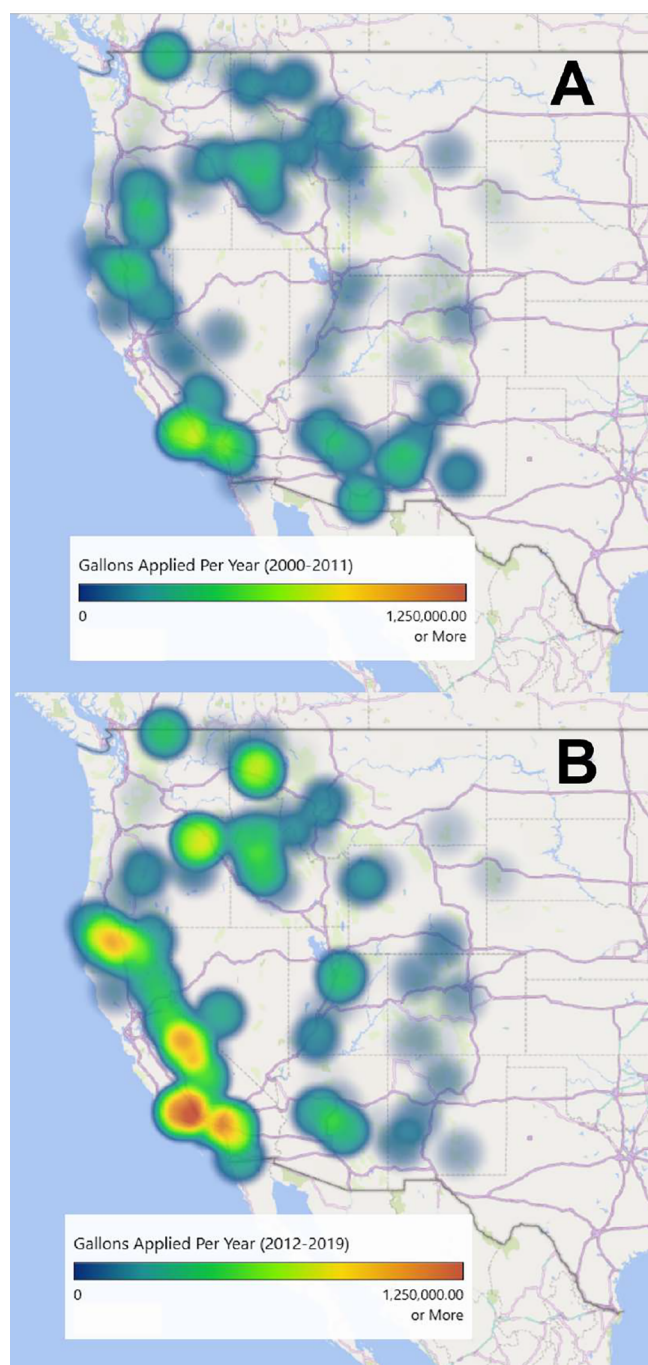 A
Gallons Applied Per Year (2000-2011)
0
1,250,000.00
or More
B
Gallons Applied Per Year (2012-2019)
0
1,250,000.00
or More